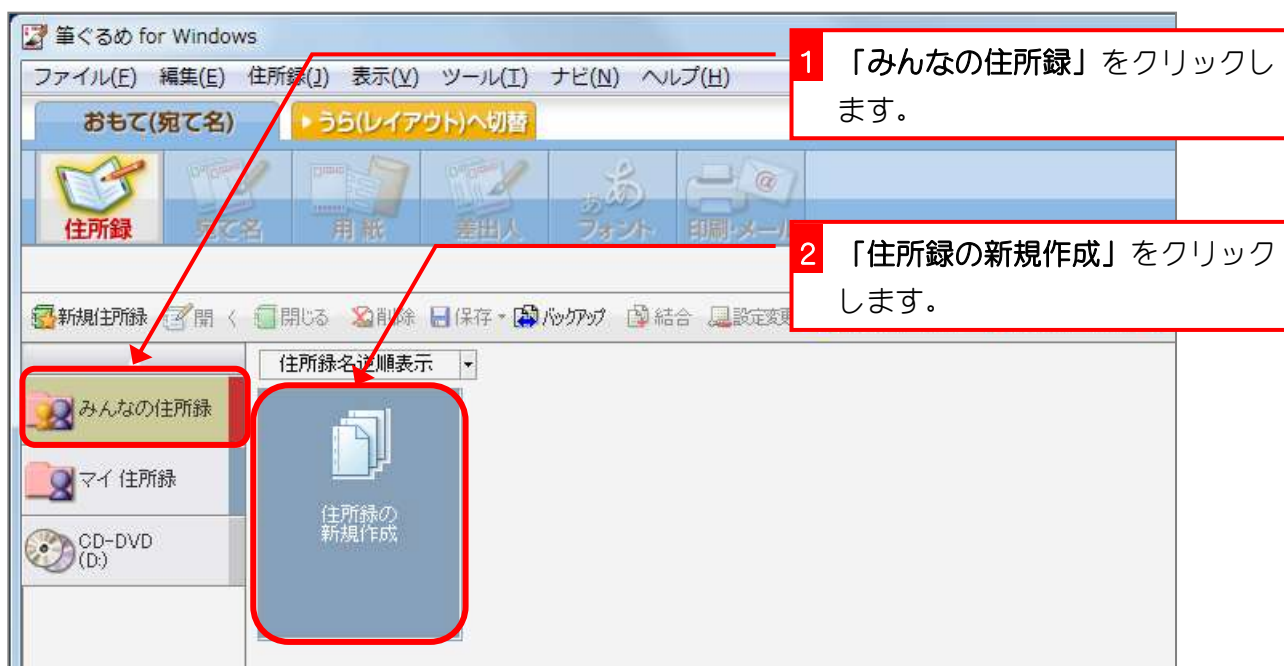 筆ぐるめ for Windows
ファイル(F) 編集(E) 住所録(J) 表示(V) ツール(T) ナビ(N) ヘルプ(H)
おもて(宛て名) うら(レイアウト)へ切替
1 「みんなの住所録」をクリックし
ます。
住所録 宛て名 用紙 差出人 フォント 印刷・メール
2 「住所録の新規作成」をクリック
します。
新規住所録 開く 閉じる 削除 保存 バックアップ 結合 設定変更
住所録名逆順表示
みんなの住所録
マイ 住所録
CD-DVD
(D:)
住所録の
新規作成